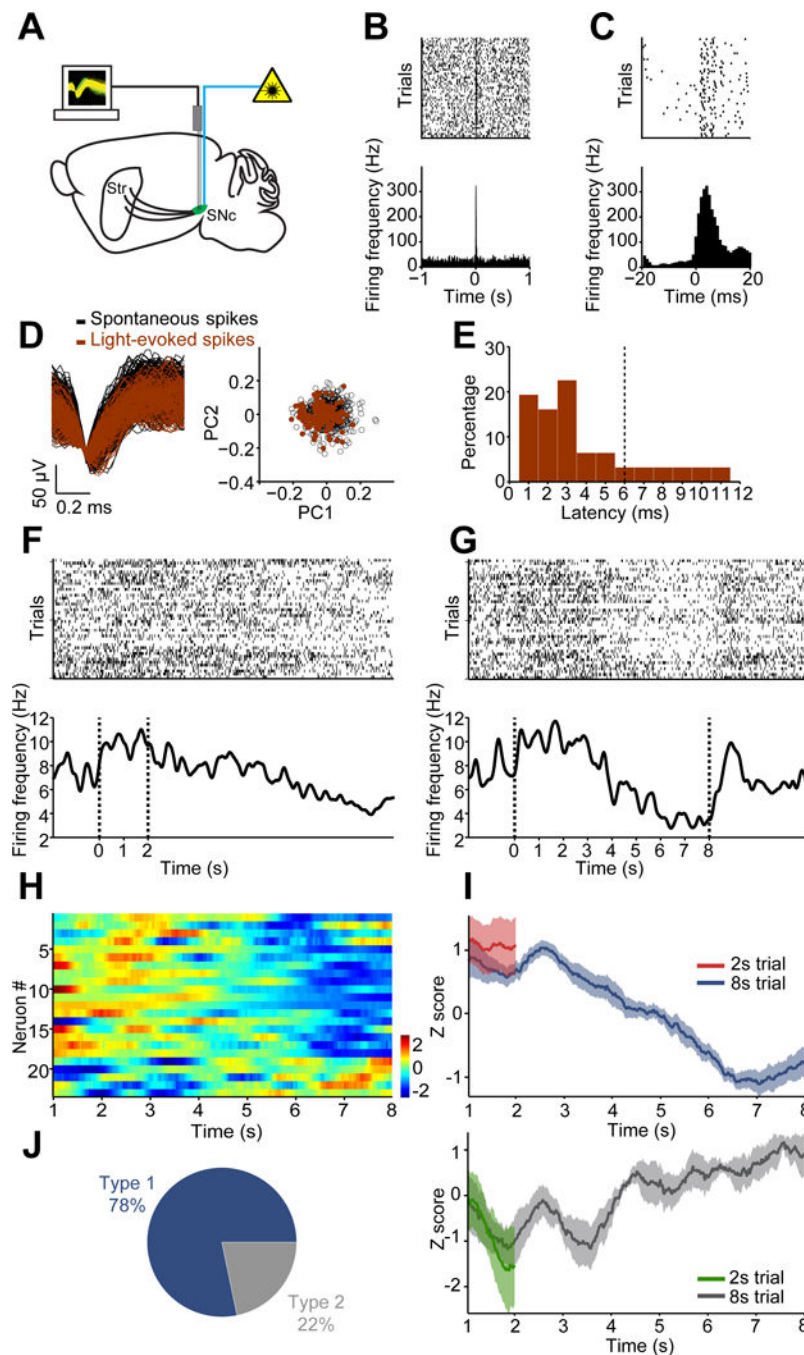 A
Str
SNc
B
Trials
Firing frequency (Hz)
300
200
100
0
-1 0 1
Time (s)
C
Trials
Firing frequency (Hz)
300
200
100
0
-20 0 20
Time (ms)
D
Spontaneous spikes
Light-evoked spikes
50 µV
0.2 ms
PC2
0.2
0
-0.2
-0.4
-0.2 0 0.2
PC1
E
Percentage
30
20
10
0
0 1 2 3 4 5 6 7 8 9 10 11 12
Latency (ms)
F
Trials
Firing frequency (Hz)
12
10
8
6
4
2
0 1 2
Time (s)
G
Trials
Firing frequency (Hz)
12
10
8
6
4
2
0 1 2 3 4 5 6 7 8
Time (s)
H
Neruon #
5
10
15
20
1 2 3 4 5 6 7 8
Time (s)
2
0
-2
I
Z score
1
0
-1
2s trial
8s trial
1 2 3 4 5 6 7 8
Time (s)
Z score
1
0
-1
-2
2s trial
8s trial
1 2 3 4 5 6 7 8
Time (s)
J
Type 1
78%
Type 2
22%